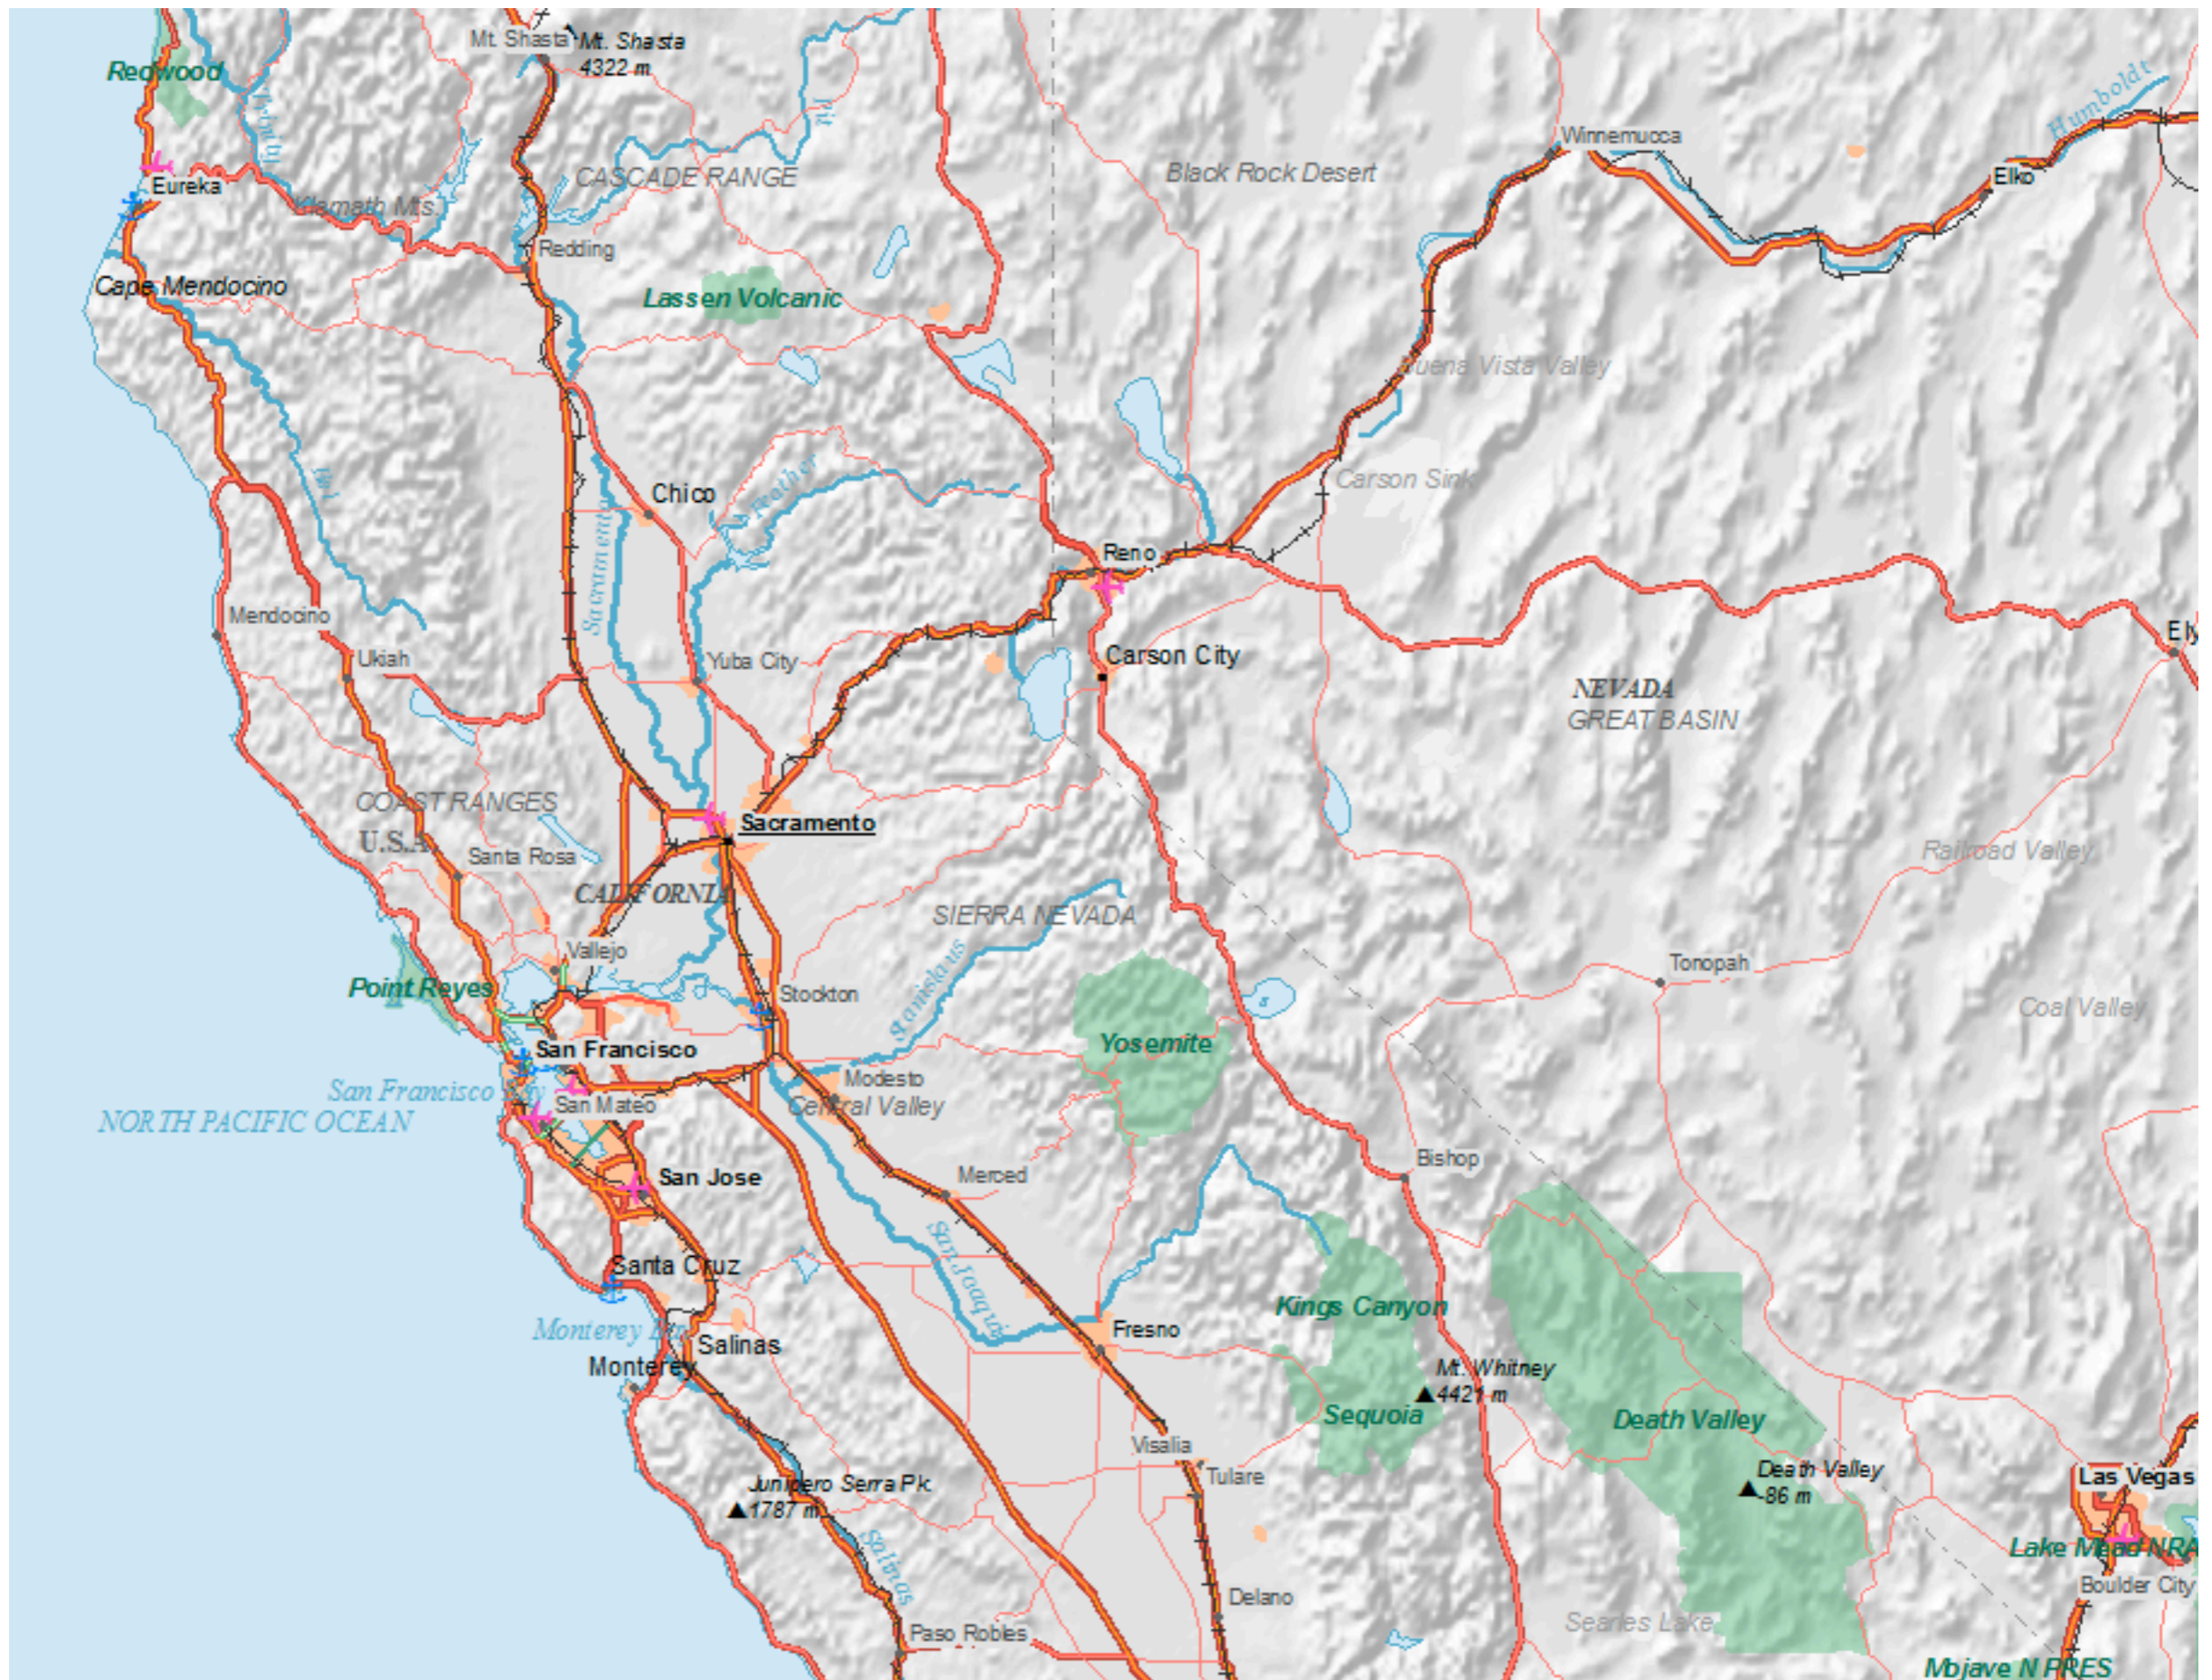 Mt. Shasta
Mt. Shasta
4322 m
Redwood
Trinity
Pit
Humboldt
Winnemucca
CASCADE RANGE
Black Rock Desert
Elko
Eureka
Klamath Mts.
Redding
Cape Mendocino
Lassen Volcanic
Buena Vista Valley
Carson Sink
Chico
Feather
Eel
Sacramento
Reno
Mendocino
Ukiah
Yuba City
Carson City
Ely
NEVADA
GREAT BASIN
COAST RANGES
U.S.A.
Sacramento
Santa Rosa
Railroad Valley
CALIFORNIA
SIERRA NEVADA
Vallejo
Stanislaus
Tonopah
Point Reyes
Stockton
Coal Valley
Yosemite
San Francisco
San Francisco Bay
Modesto
San Mateo
Central Valley
NORTH PACIFIC OCEAN
Bishop
San Jose
Merced
San Joaquin
Santa Cruz
Kings Canyon
Monterey Bay
Fresno
Salinas
Monterey
Mt. Whitney
4421 m
Sequoia
Death Valley
Visalia
Tulare
Junipero Serra Pk.
1787 m
Death Valley
-86 m
Las Vegas
Salinas
Lake Mead NRA
Boulder City
Delano
Searles Lake
Paso Robles
Mojave N PRES